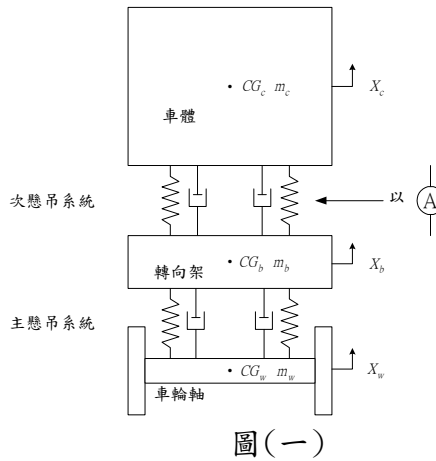 CG_c m_c
X_c
車體
次懸吊系統
以
A
轉向架
CG_b m_b
X_b
主懸吊系統
CG_w m_w
X_w
車輪軸
圖(一)